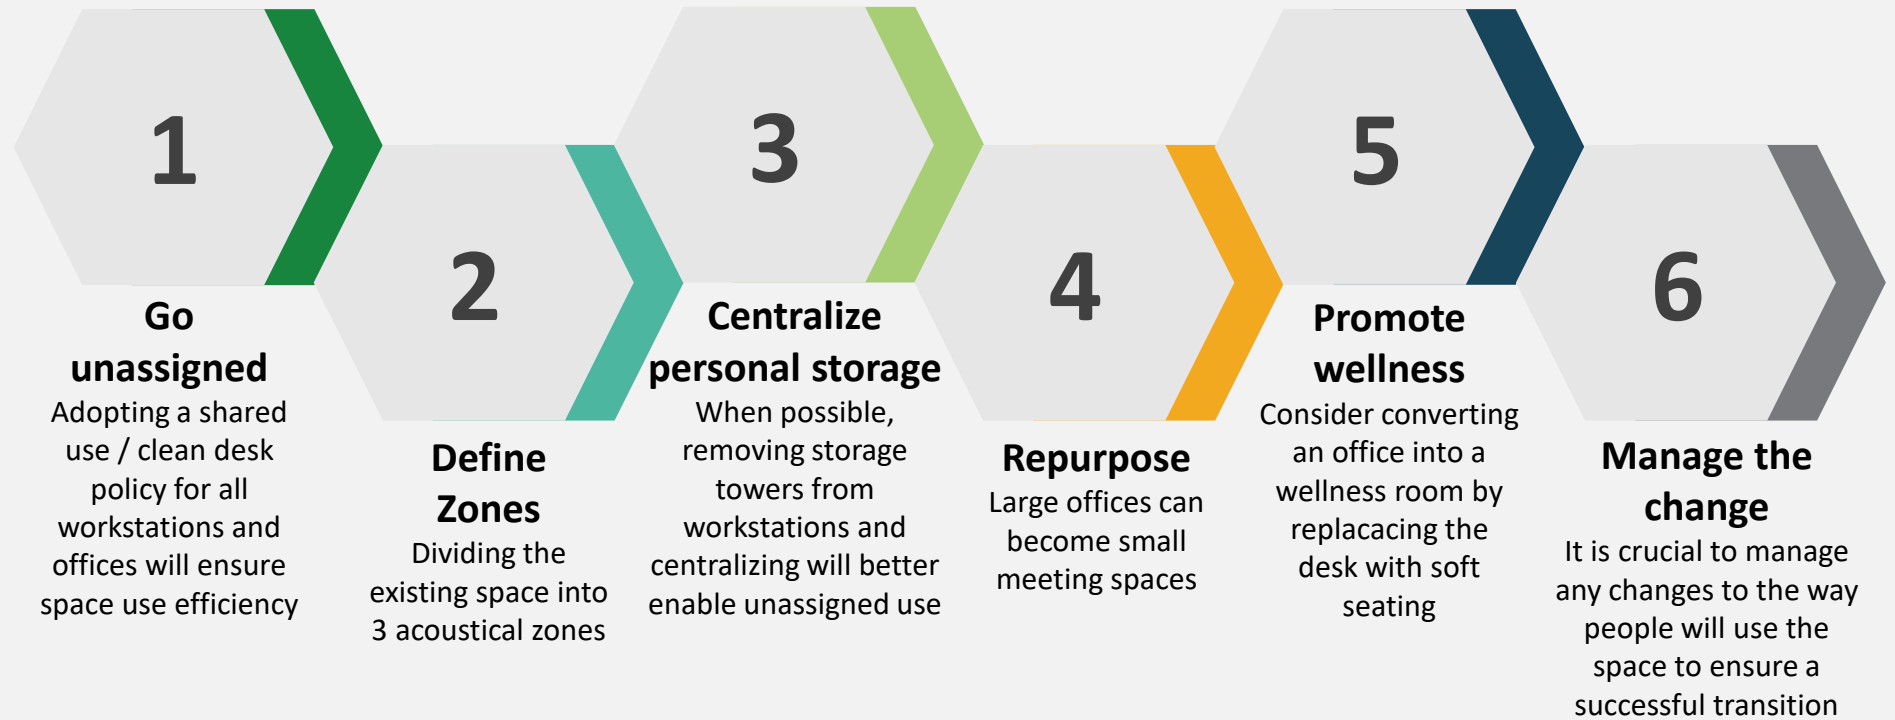 1
Go
unassigned
Adopting a shared
use / clean desk
policy for all
workstations and
offices will ensure
space use efficiency
2
Define
Zones
Dividing the
existing space into
3 acoustical zones
3
Centralize
personal storage
When possible,
removing storage
towers from
workstations and
centralizing will better
enable unassigned use
4
Repurpose
Large offices can
become small
meeting spaces
5
Promote
wellness
Consider converting
an office into a
wellness room by
replacacing the
desk with soft
seating
6
Manage the
change
It is crucial to manage
any changes to the way
people will use the
space to ensure a
successful transition